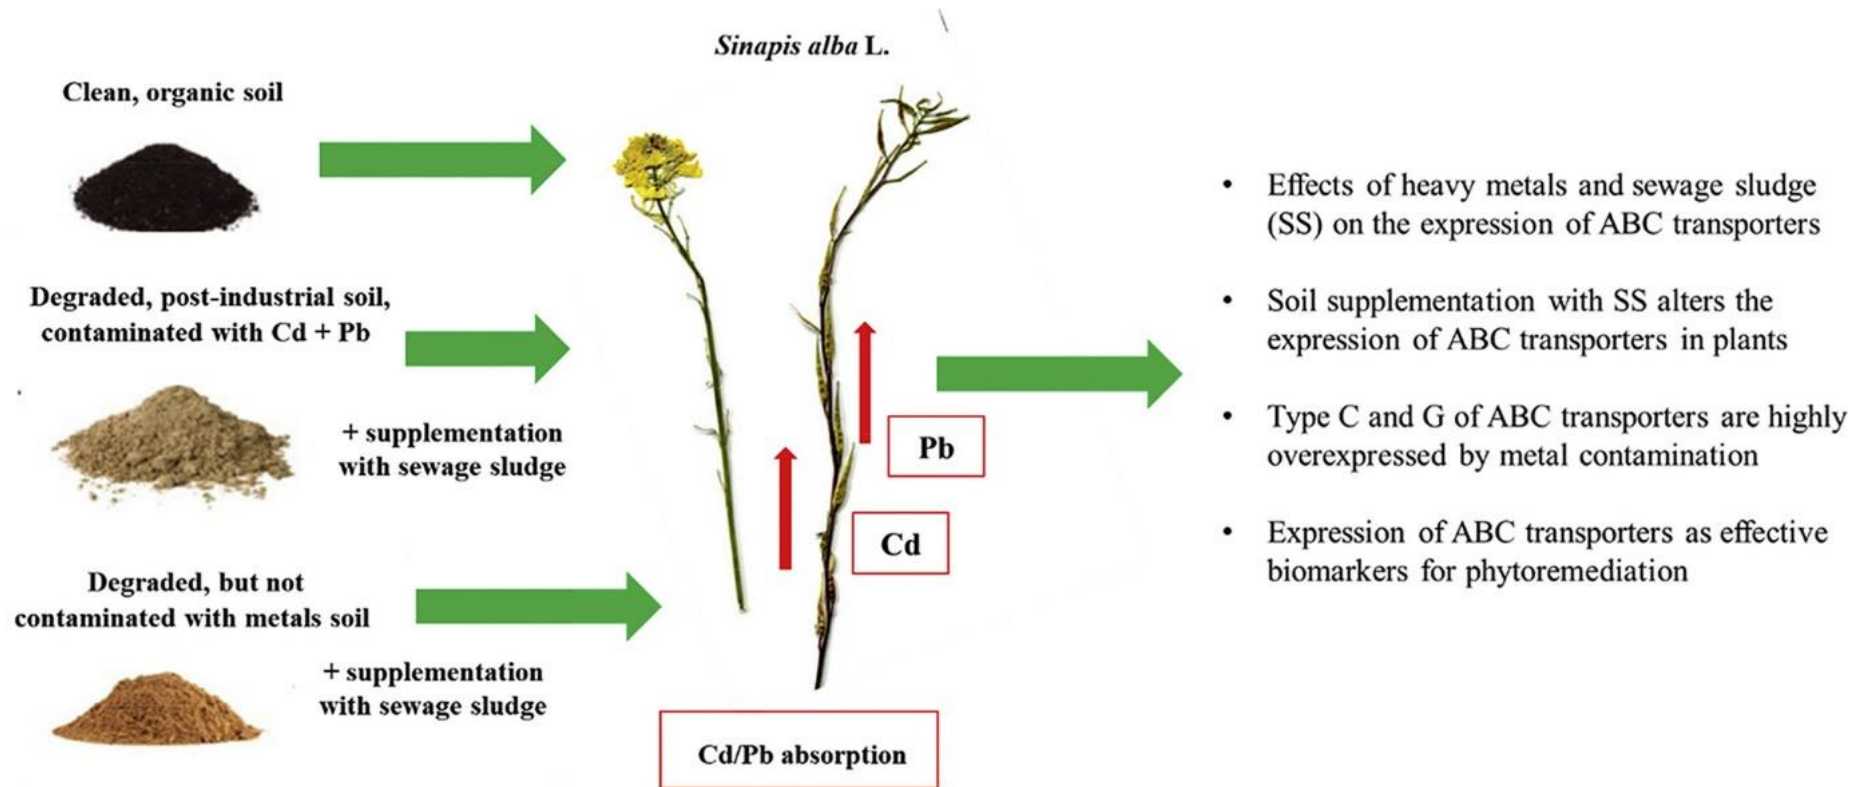 Sinapis alba L.
Clean, organic soil
Degraded, post-industrial soil,
contaminated with Cd + Pb
+ supplementation
with sewage sludge
Degraded, but not
contaminated with metals soil
+ supplementation
with sewage sludge
Pb
Cd
Cd/Pb absorption
• Effects of heavy metals and sewage sludge
(SS) on the expression of ABC transporters
• Soil supplementation with SS alters the
expression of ABC transporters in plants
• Type C and G of ABC transporters are highly
overexpressed by metal contamination
• Expression of ABC transporters as effective
biomarkers for phytoremediation